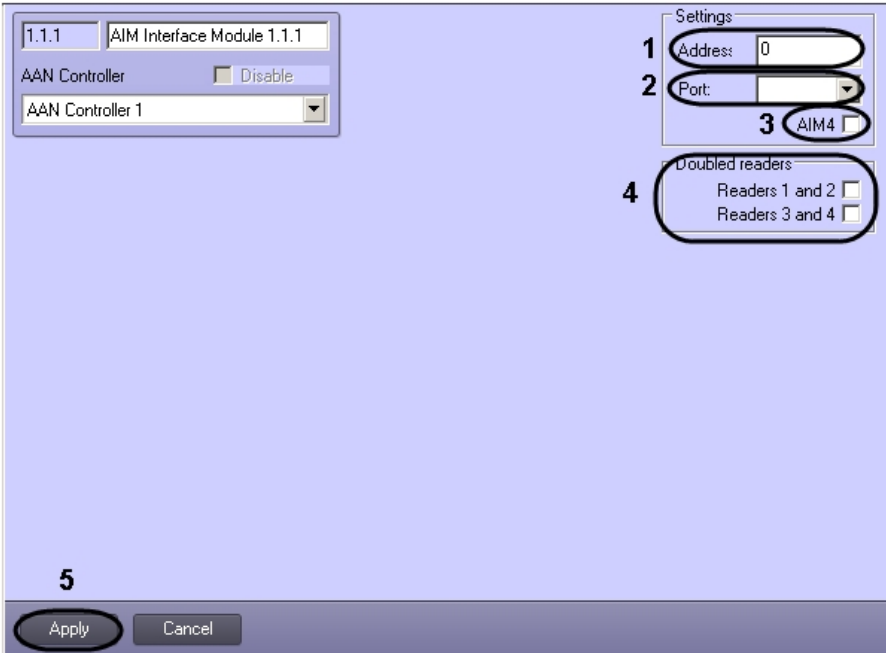 1.1.1 AIM Interface Module 1.1.1
AAN Controller Disable
AAN Controller 1
Settings
1 Address: 0
2 Port:
3 AIM4
Doubled readers
4 Readers 1 and 2
Readers 3 and 4
5
Apply Cancel